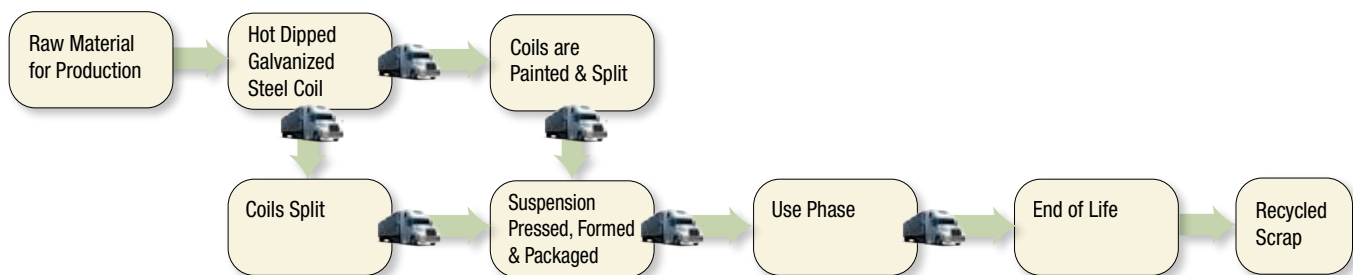 Raw Material
for Production
Hot Dipped
Galvanized
Steel Coil
Coils are
Painted & Split
Coils Split
Suspension
Pressed, Formed
& Packaged
Use Phase
End of Life
Recycled
Scrap